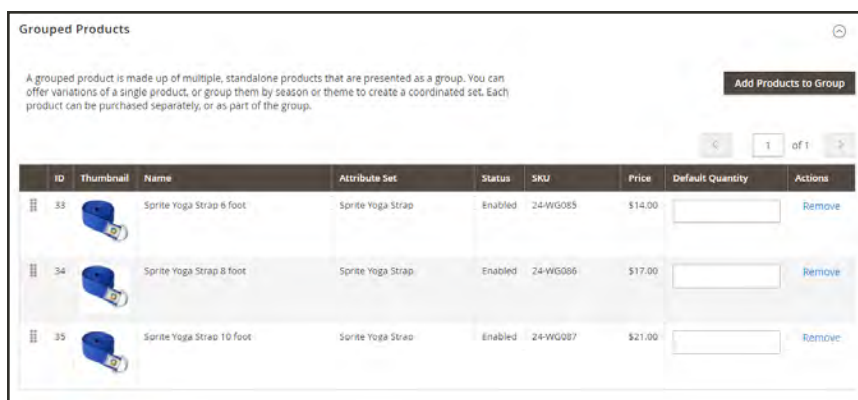 Grouped Products
A grouped product is made up of multiple, standalone products that are presented as a group. You can
offer variations of a single product, or group them by season or theme to create a coordinated set. Each
product can be purchased separately, or as part of the group.
Add Products to Group
1 of 1
ID Thumbnail Name Attribute Set Status SKU Price Default Quantity Actions
33 Sprite Yoga Strap 6 foot Sprite Yoga Strap Enabled 24-WG085 $14.00 Remove
34 Sprite Yoga Strap 8 foot Sprite Yoga Strap Enabled 24-WG086 $17.00 Remove
35 Sprite Yoga Strap 10 foot Sprite Yoga Strap Enabled 24-WG087 $21.00 Remove